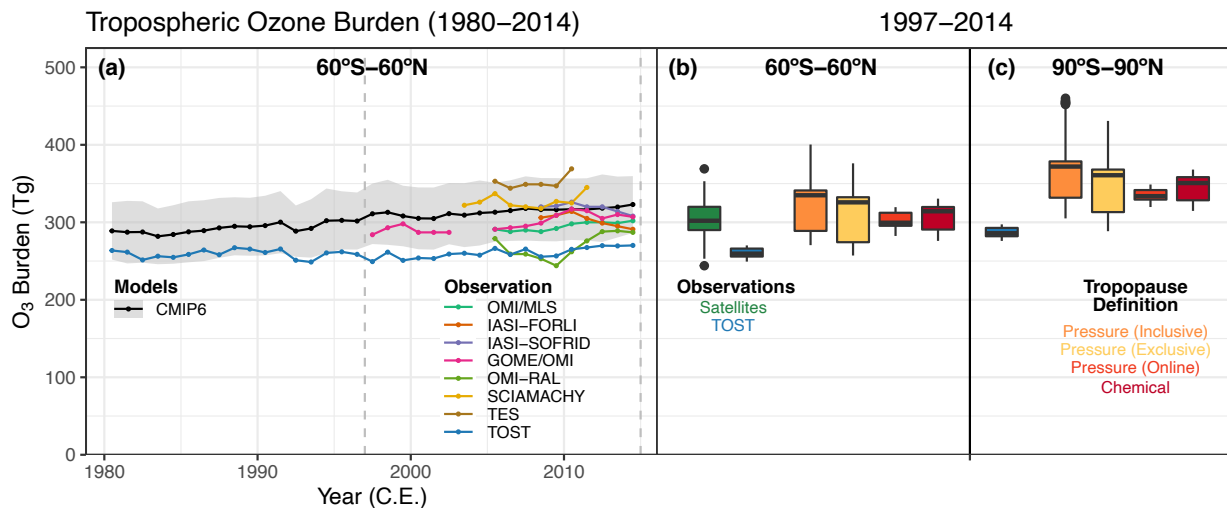 Tropospheric Ozone Burden (1980−2014)
1997−2014
(a)
60°S−60°N
(b)
60°S−60°N
(c)
90°S−90°N
O3 Burden (Tg)
500
400
300
200
100
0
Models
CMIP6
Observation
OMI/MLS
IASI−FORLI
IASI−SOFRID
GOME/OMI
OMI−RAL
SCIAMACHY
TES
TOST
Observations
Satellites
TOST
Tropopause
Definition
Pressure (Inclusive)
Pressure (Exclusive)
Pressure (Online)
Chemical
1980
1990
2000
2010
Year (C.E.)